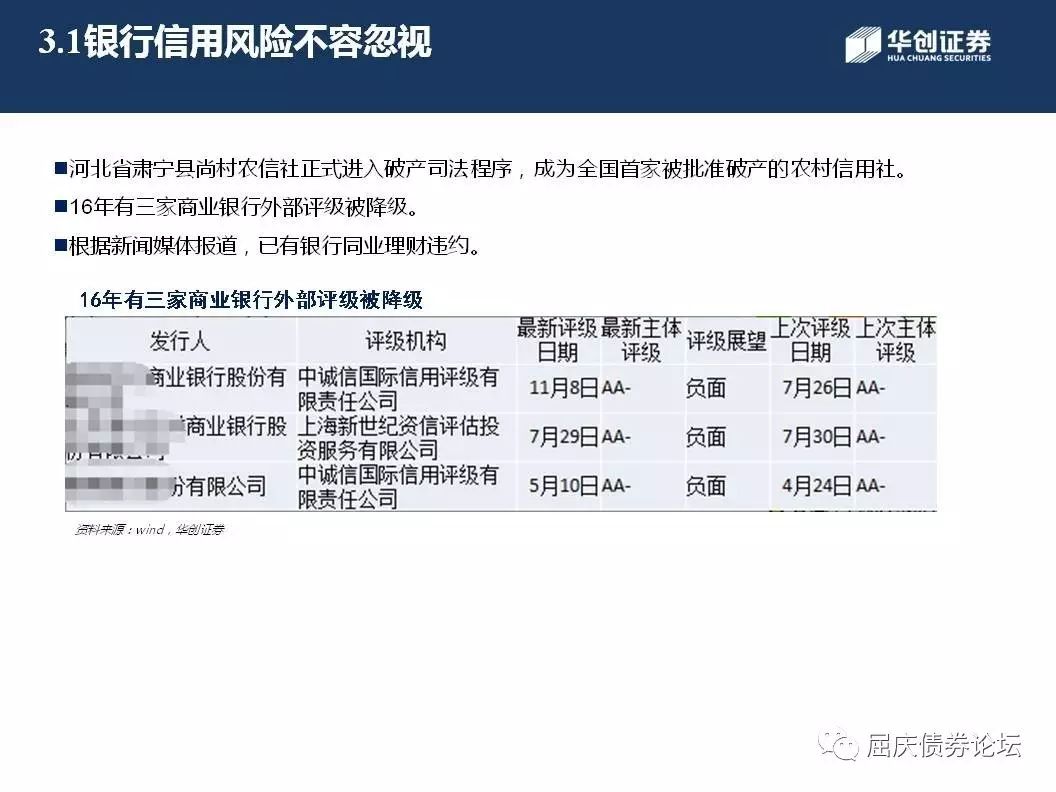 3.1银行信用风险不容忽视
华创证券
HUA CHUANG SECURITIES
■河北省肃宁县尚村农信社正式进入破产司法程序，成为全国首家被批准破产的农村信用社。
■16年有三家商业银行外部评级被降级。
■根据新闻媒体报道，已有银行同业理财违约。
16年有三家商业银行外部评级被降级
发行人 评级机构 最新评级日期 最新主体评级 评级展望 上次评级日期 上次主体评级
商业银行股份有 中诚信国际信用评级有限责任公司 11月8日 AA- 负面 7月26日 AA-
商业银行股份有限公司 上海新世纪资信评估投资服务有限公司 7月29日 AA- 负面 7月30日 AA-
份有限公司 中诚信国际信用评级有限责任公司 5月10日 AA- 负面 4月24日 AA-
资料来源：wind，华创证券
屈庆债券论坛